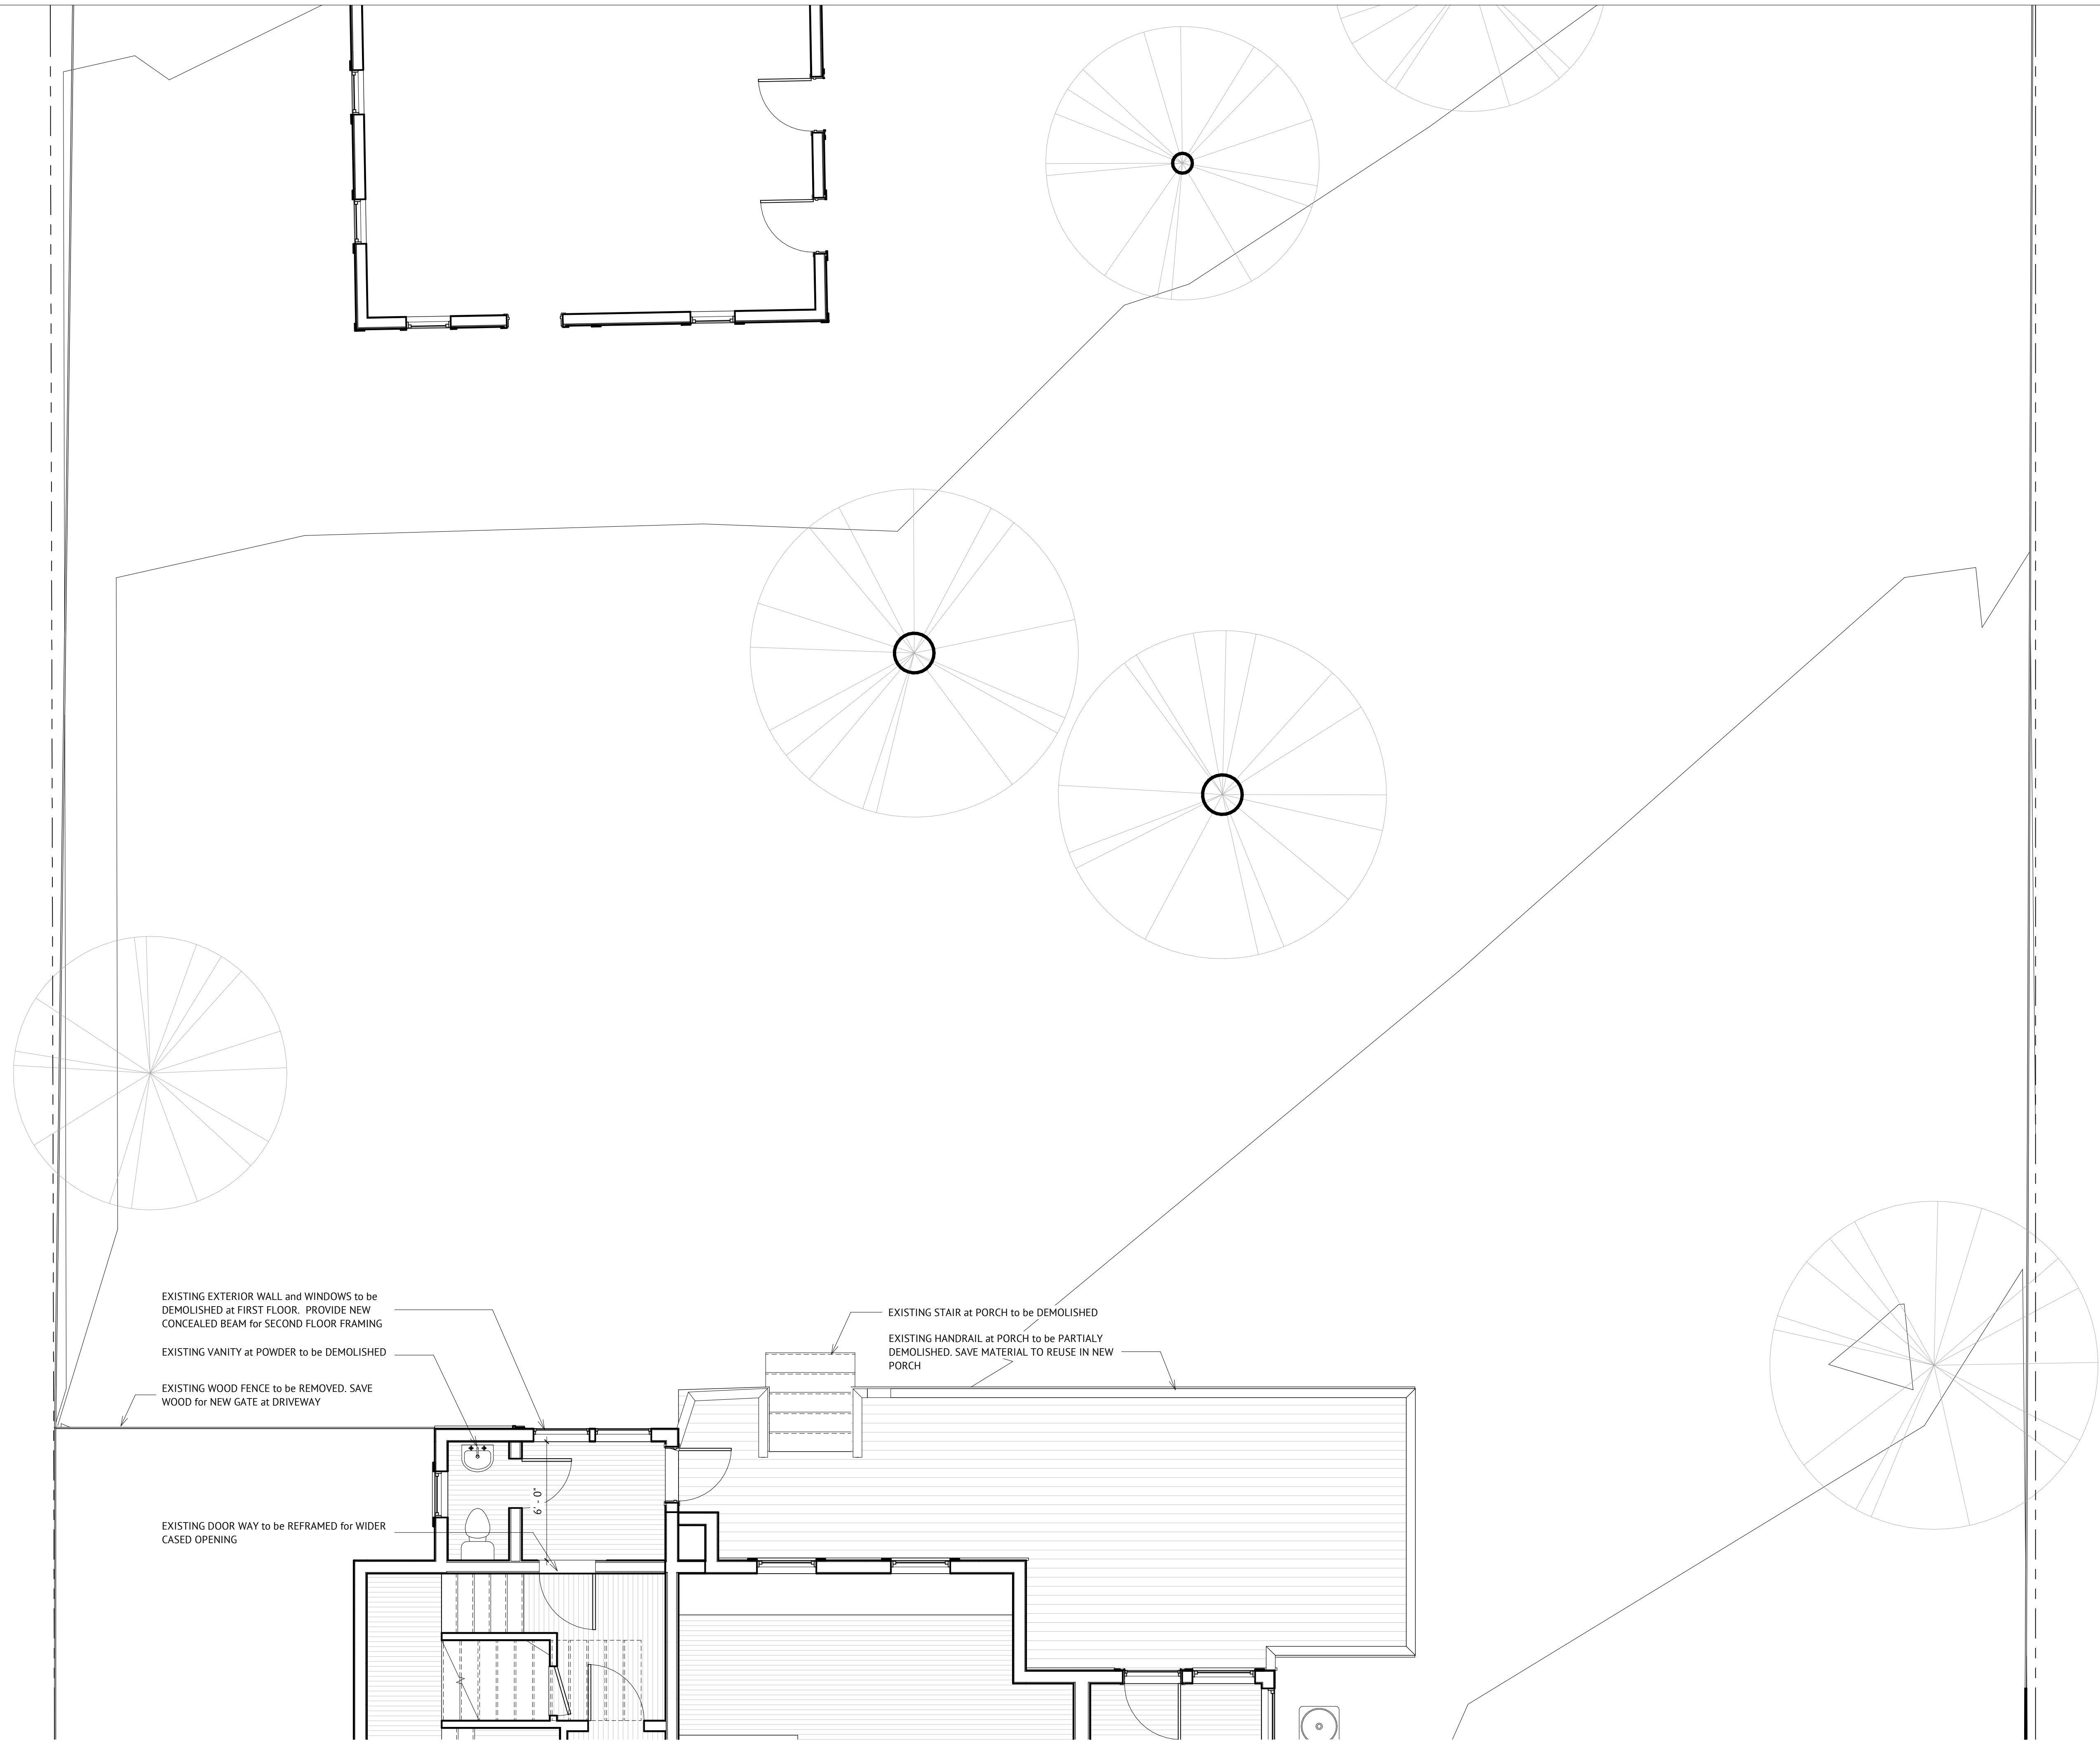 EXISTING EXTERIOR WALL and WINDOWS to be
DEMOLISHED at FIRST FLOOR. PROVIDE NEW
CONCEALED BEAM for SECOND FLOOR FRAMING
EXISTING VANITY at POWDER to be DEMOLISHED
EXISTING WOOD FENCE to be REMOVED. SAVE
WOOD for NEW GATE at DRIVEWAY
EXISTING STAIR at PORCH to be DEMOLISHED
EXISTING HANDRAIL at PORCH to be PARTIALY
DEMOLISHED. SAVE MATERIAL TO REUSE IN NEW
PORCH
6' - 0"
EXISTING DOOR WAY to be REFRAMED for WIDER
CASED OPENING